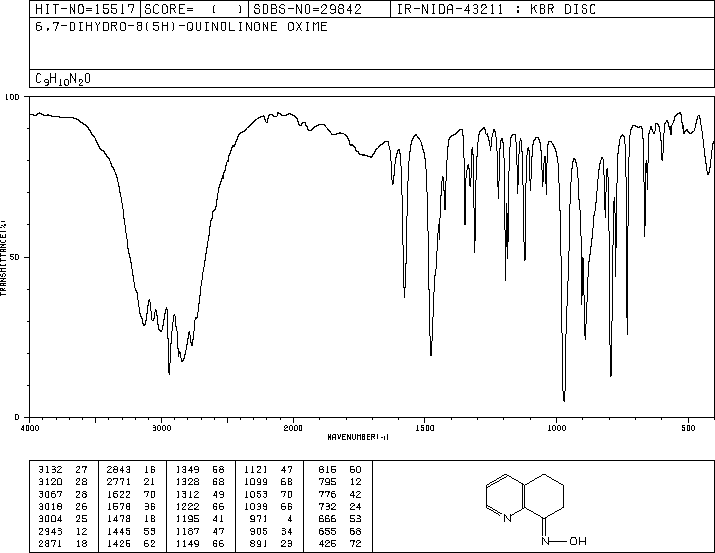 HIT-NO=15517 SCORE= ( ) SDBS-NO=29842 IR-NIDA-43211 : KBR DISC
6,7-DIHYDRO-8(5H)-QUINOLINONE OXIME
C9H10N2O
100
50
0
TRANSMITTANCE(%)
4000 3000 2000 1500 1000 500
WAVENUMBER(-1)
3132 27 2843 16 1349 58 1121 47 815 60
3120 28 2771 21 1328 68 1099 68 795 12
3067 28 1622 70 1312 49 1053 70 776 42
3018 26 1578 36 1222 66 1039 66 732 24
3004 25 1478 18 1195 41 971 4 666 53
2943 12 1445 59 1187 47 905 34 655 68
2871 18 1426 62 1149 66 891 23 426 72
N
N OH